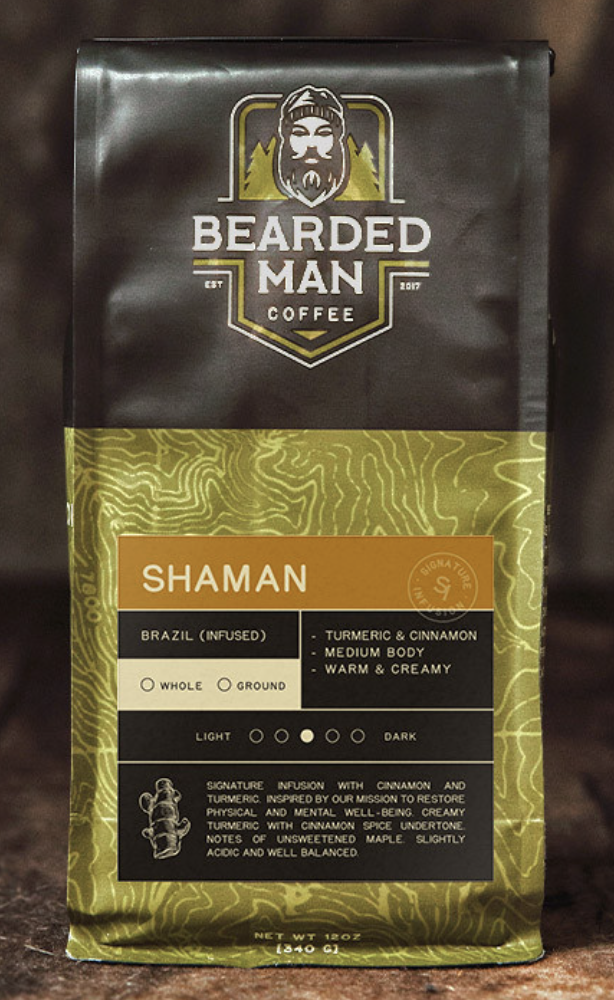 BEARDED
MAN
EST
2017
COFFEE
7600
SHAMAN
SIGNATURE
INFUSION
SI
BRAZIL (INFUSED)
- TURMERIC & CINNAMON
- MEDIUM BODY
- WARM & CREAMY
WHOLE GROUND
LIGHT DARK
SIGNATURE INFUSION WITH CINNAMON AND
TURMERIC. INSPIRED BY OUR MISSION TO RESTORE
PHYSICAL AND MENTAL WELL-BEING. CREAMY
TURMERIC WITH CINNAMON SPICE UNDERTONE.
NOTES OF UNSWEETENED MAPLE. SLIGHTLY
ACIDIC AND WELL BALANCED.
NET WT 12OZ
[340 G]